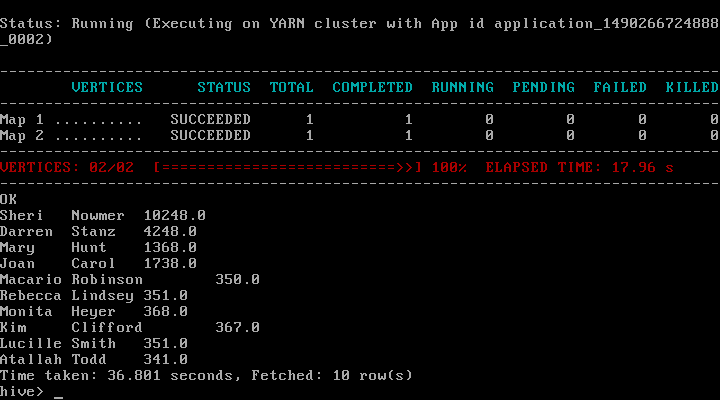 Status: Running (Executing on YARN cluster with App id application_1490266724888
_0002)
--------------------------------------------------------------------------------
        VERTICES      STATUS  TOTAL  COMPLETED  RUNNING  PENDING  FAILED  KILLED
--------------------------------------------------------------------------------
Map 1 ..........   SUCCEEDED      1          1        0        0       0       0
Map 2 ..........   SUCCEEDED      1          1        0        0       0       0
--------------------------------------------------------------------------------
VERTICES: 02/02  [==========================>>] 100%  ELAPSED TIME: 17.96 s
--------------------------------------------------------------------------------
OK
Sheri   Nowmer  10248.0
Darren  Stanz   4248.0
Mary    Hunt    1368.0
Joan    Carol   1738.0
Macario Robinson        350.0
Rebecca Lindsey 351.0
Monita  Heyer   368.0
Kim     Clifford        367.0
Lucille Smith   351.0
Atallah Todd    341.0
Time taken: 36.801 seconds, Fetched: 10 row(s)
hive> _